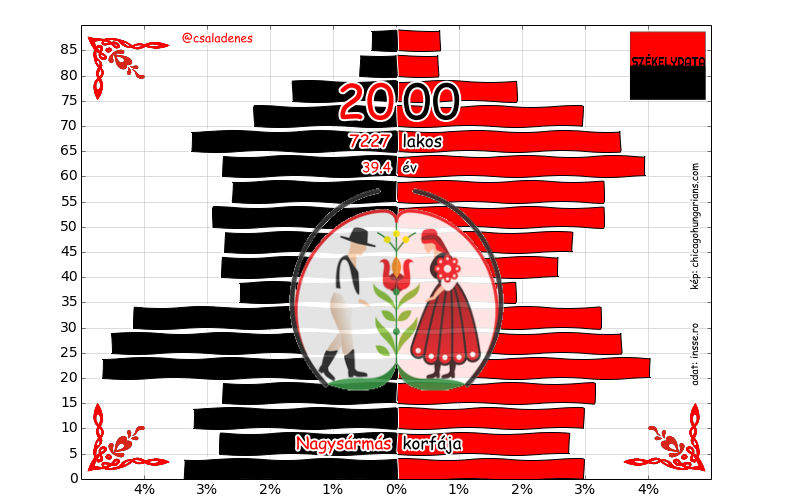 @csaladenes
SZÉKELYDATA
2000
7227 lakos
39.4 év
kép: chicagohungarians.com
adat: insse.ro
Nagysármás korfája
85
80
75
70
65
60
55
50
45
40
35
30
25
20
15
10
5
0
4% 3% 2% 1% 0% 1% 2% 3% 4%